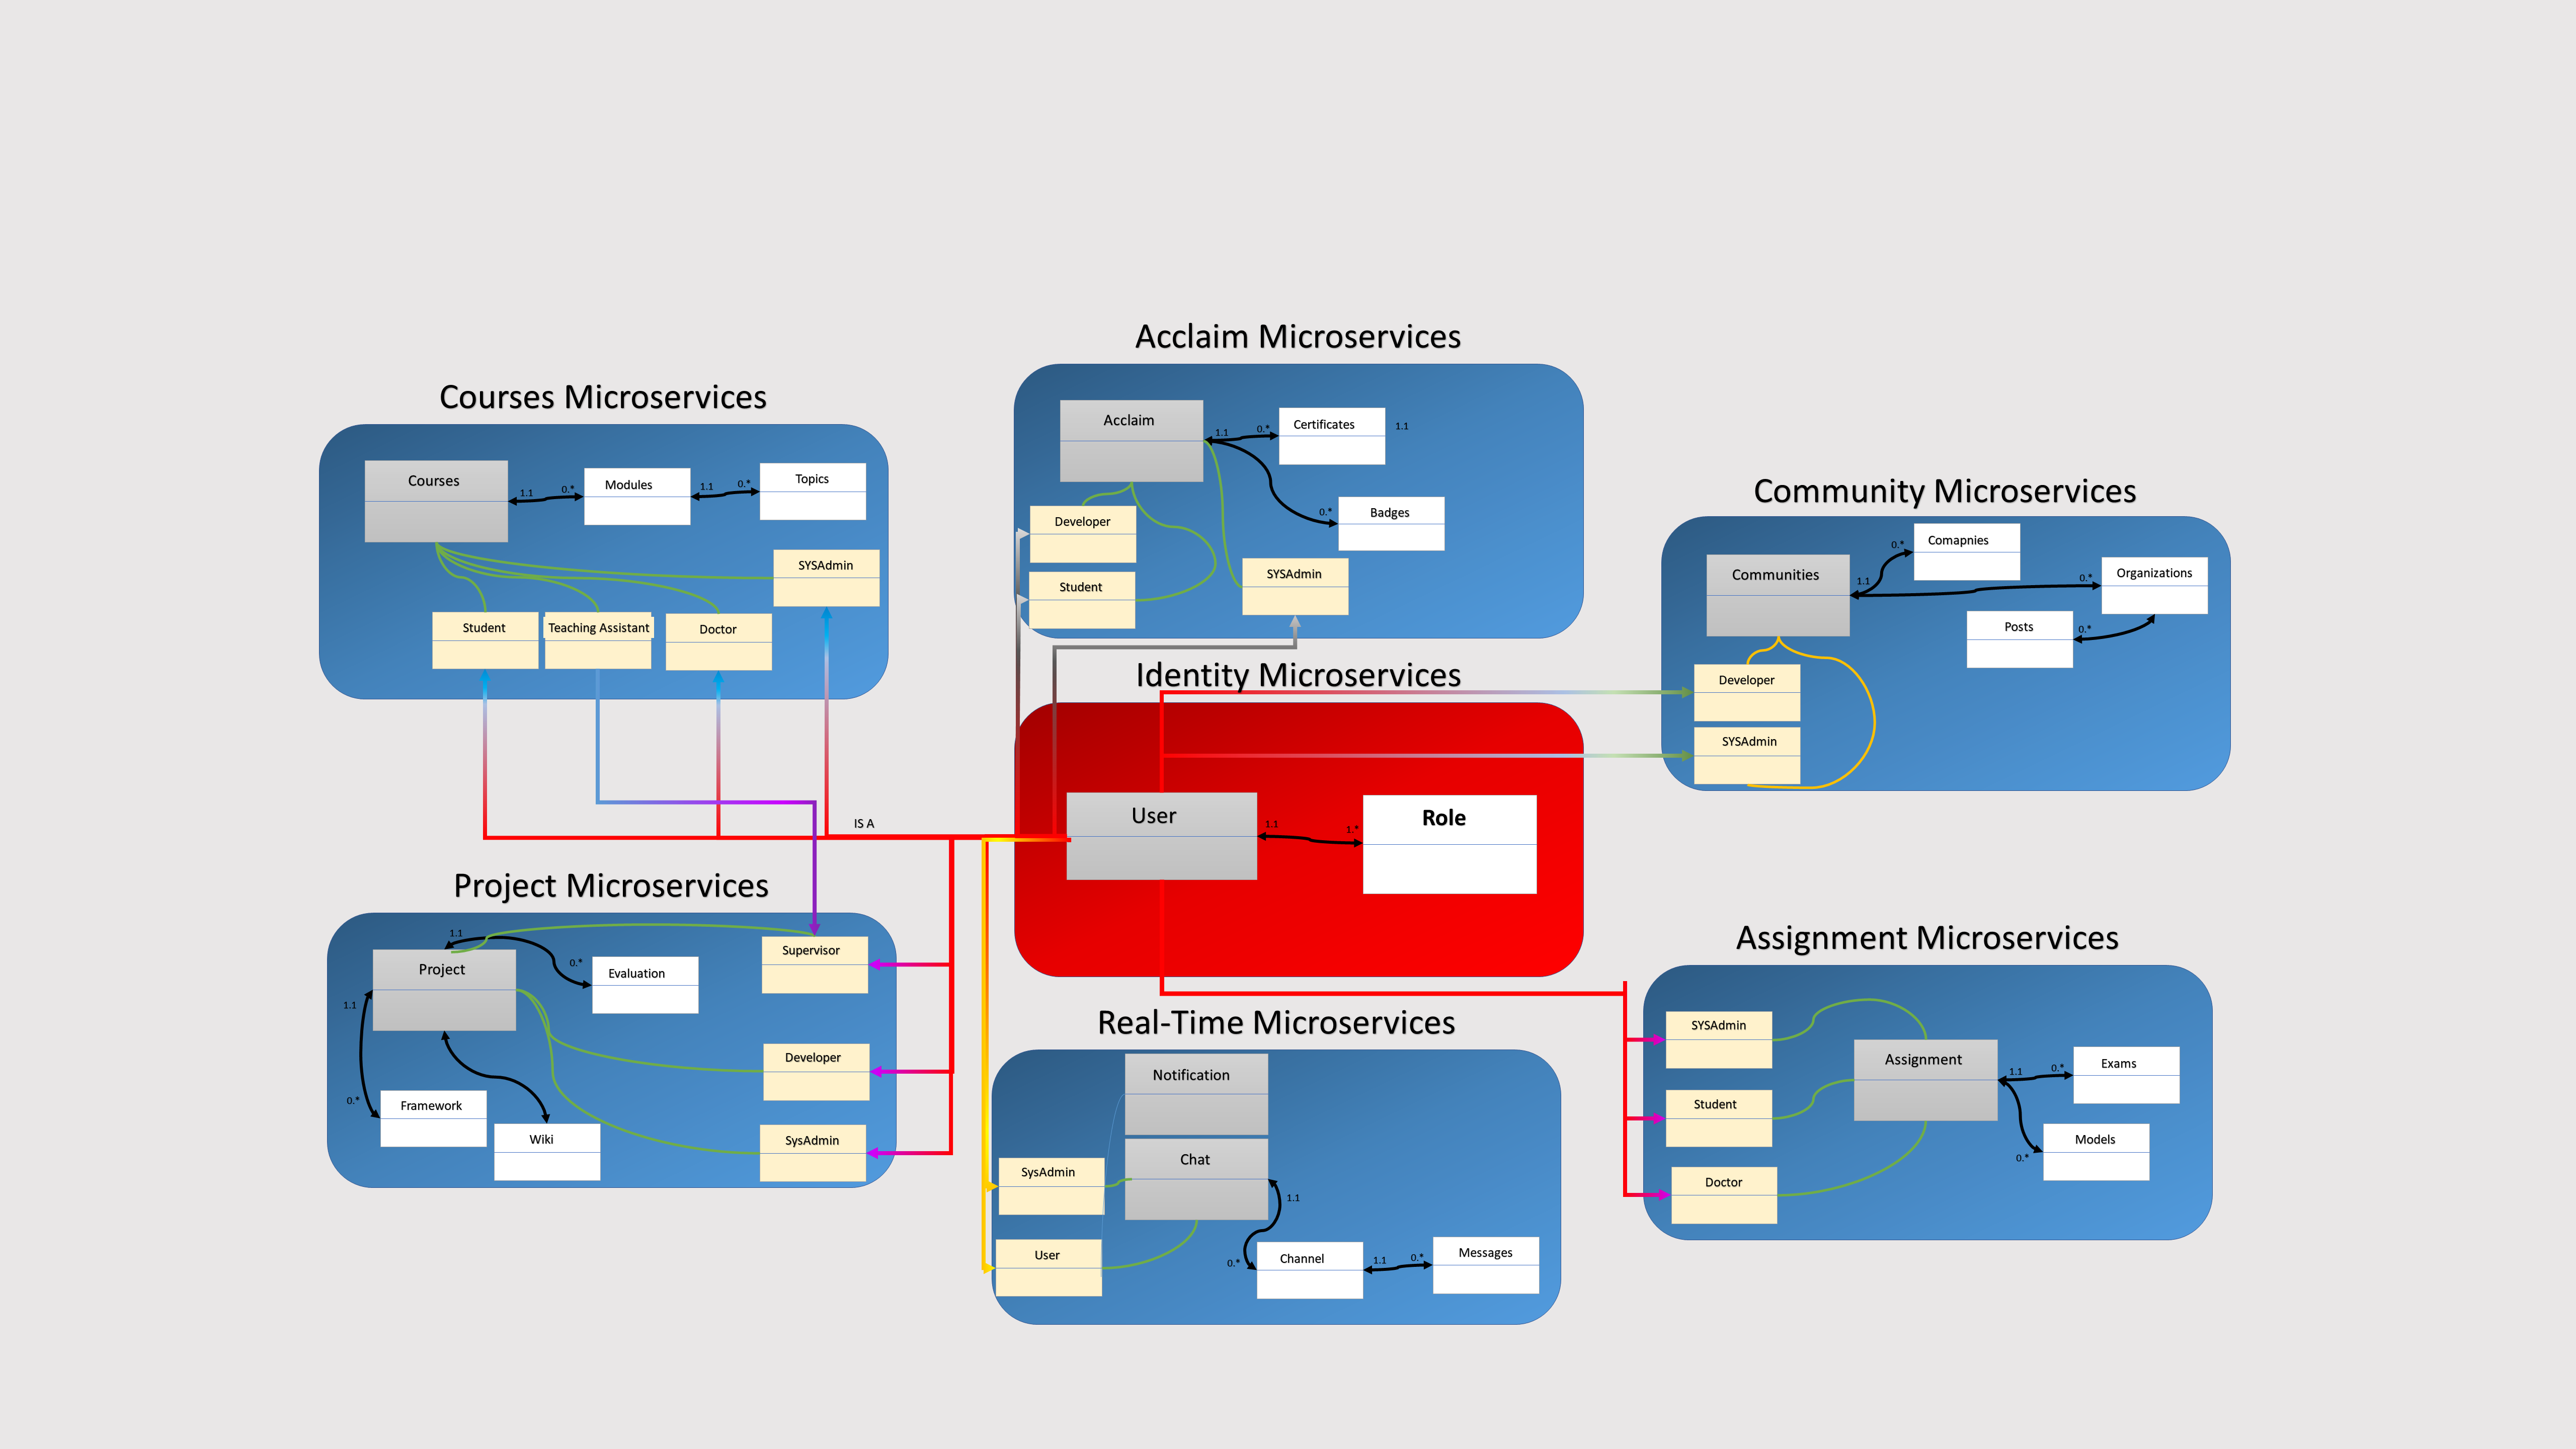 Acclaim Microservices
Acclaim
1.1
0.*
Certificates
1.1
0.*
Badges
Developer
Student
SYSAdmin
Courses Microservices
Courses
1.1
0.*
Modules
1.1
0.*
Topics
SYSAdmin
Student
Teaching Assistant
Doctor
Community Microservices
Communities
1.1
0.*
Comapnies
0.*
Organizations
Posts
0.*
Developer
SYSAdmin
Identity Microservices
User
1.1
1.*
Role
IS A
Project Microservices
1.1
Project
0.*
Evaluation
Supervisor
1.1
Developer
0.*
Framework
Wiki
SysAdmin
Real-Time Microservices
Notification
Chat
SysAdmin
1.1
User
0.*
Channel
1.1
0.*
Messages
Assignment Microservices
SYSAdmin
Assignment
1.1
0.*
Exams
Student
Models
0.*
Doctor